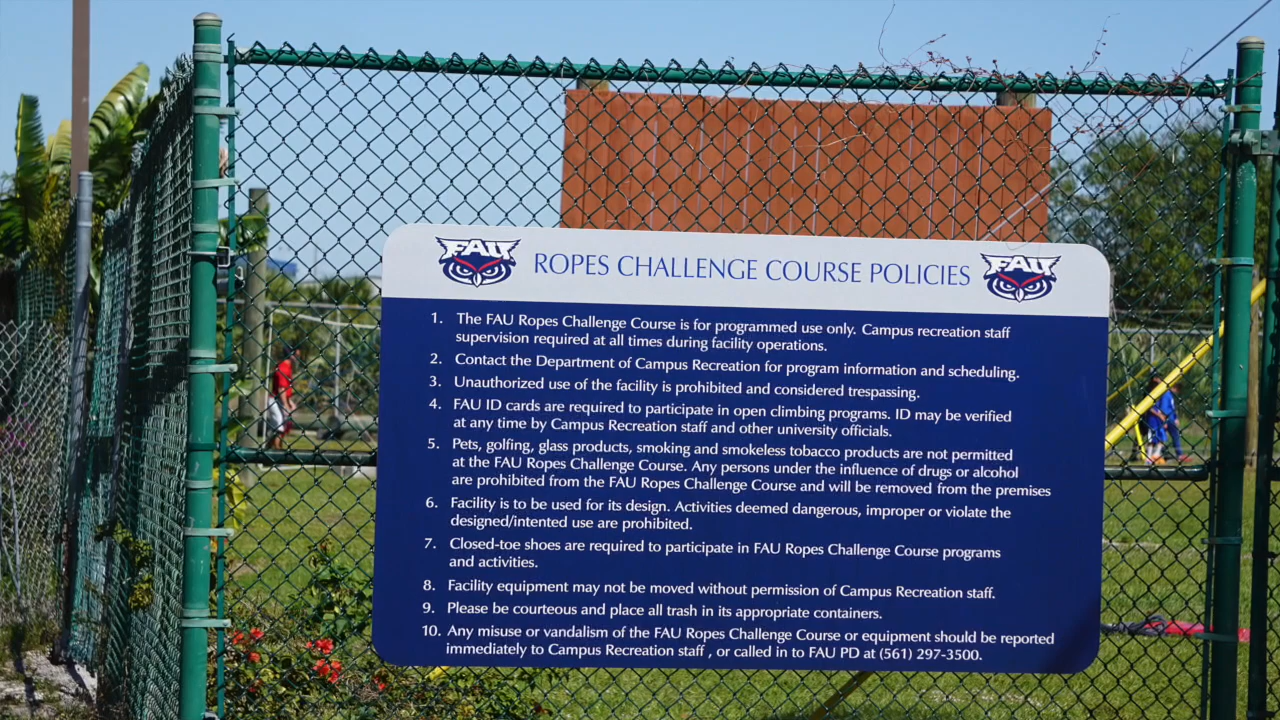 FAU
ROPES CHALLENGE COURSE POLICIES
FAU
1. The FAU Ropes Challenge Course is for programmed use only. Campus recreation staff
supervision required at all times during facility operations.
2. Contact the Department of Campus Recreation for program information and scheduling.
3. Unauthorized use of the facility is prohibited and considered trespassing.
4. FAU ID cards are required to participate in open climbing programs. ID may be verified
at any time by Campus Recreation staff and other university officials.
5. Pets, golfing, glass products, smoking and smokeless tobacco products are not permitted
at the FAU Ropes Challenge Course. Any persons under the influence of drugs or alcohol
are prohibited from the FAU Ropes Challenge Course and will be removed from the premises
6. Facility is to be used for its design. Activities deemed dangerous, improper or violate the
designed/intented use are prohibited.
7. Closed-toe shoes are required to participate in FAU Ropes Challenge Course programs
and activities.
8. Facility equipment may not be moved without permission of Campus Recreation staff.
9. Please be courteous and place all trash in its appropriate containers.
10. Any misuse or vandalism of the FAU Ropes Challenge Course or equipment should be reported
immediately to Campus Recreation staff , or called in to FAU PD at (561) 297-3500.